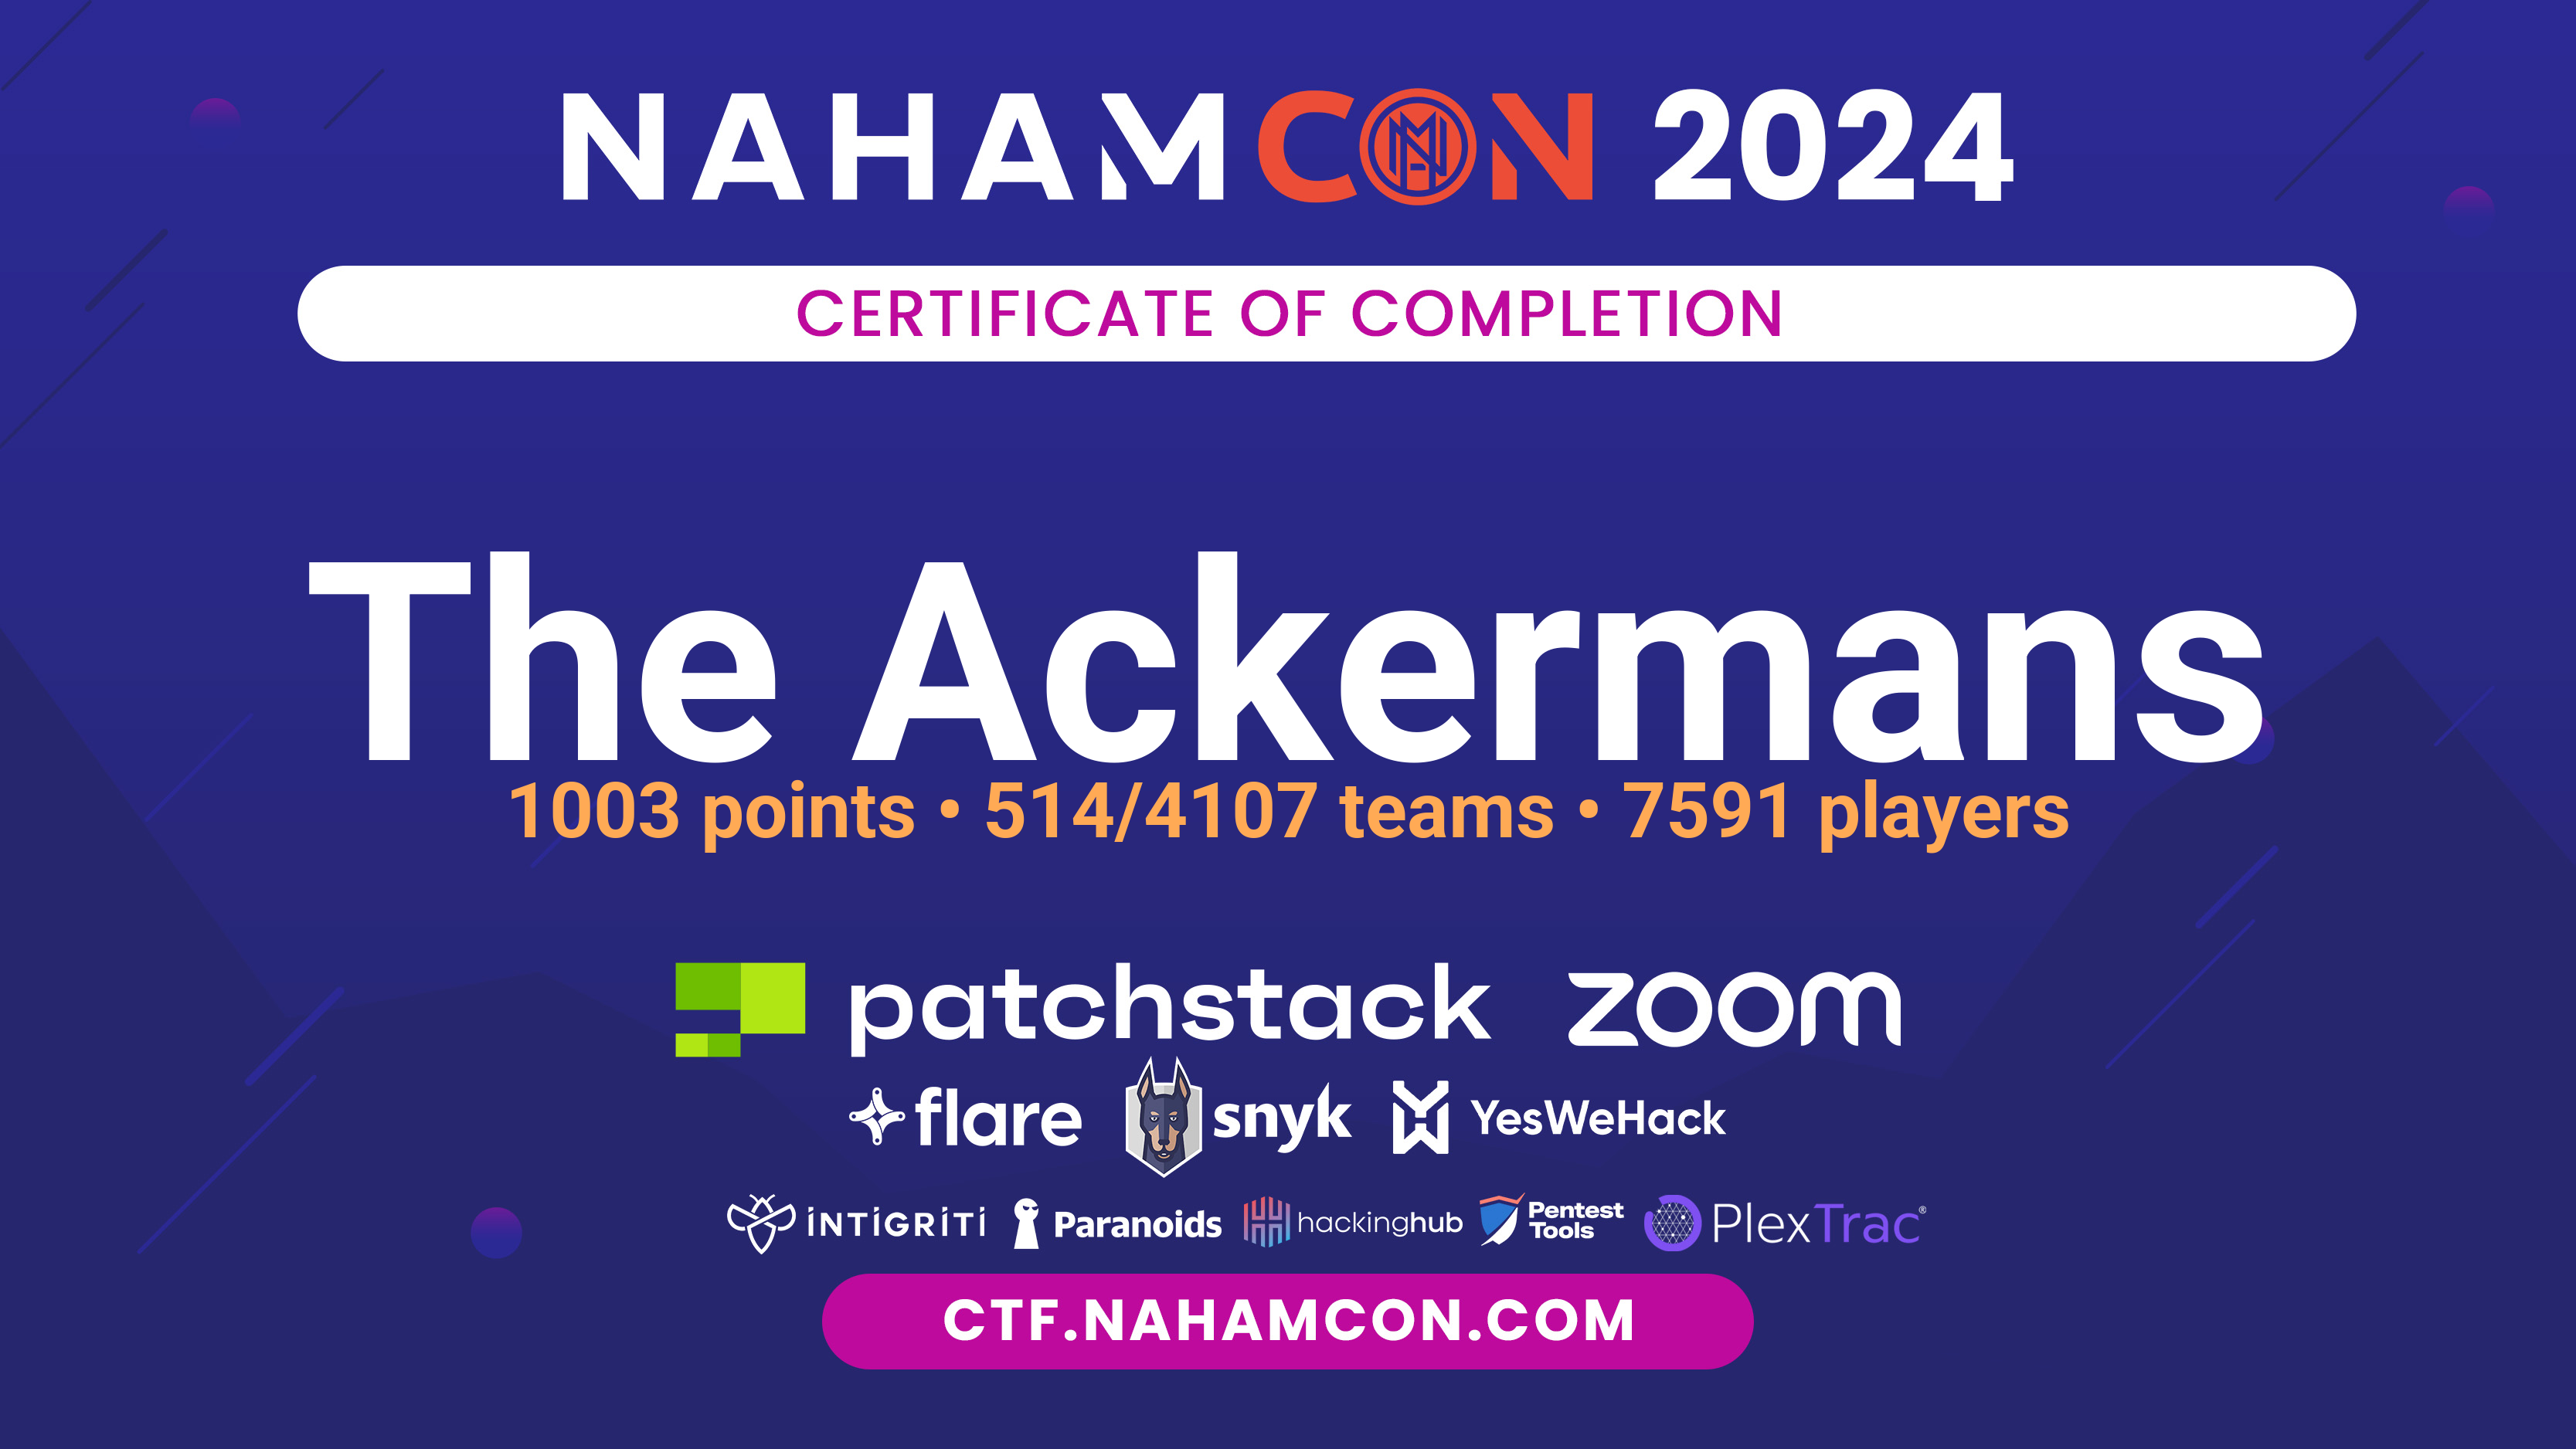 NAHAMCON 2024
CERTIFICATE OF COMPLETION
The Ackermans
1003 points • 514/4107 teams • 7591 players
patchstack zoom
flare snyk YesWeHack
INTIGRITI Paranoids hackinghub Pentest Tools PlexTrac®
CTF.NAHAMCON.COM